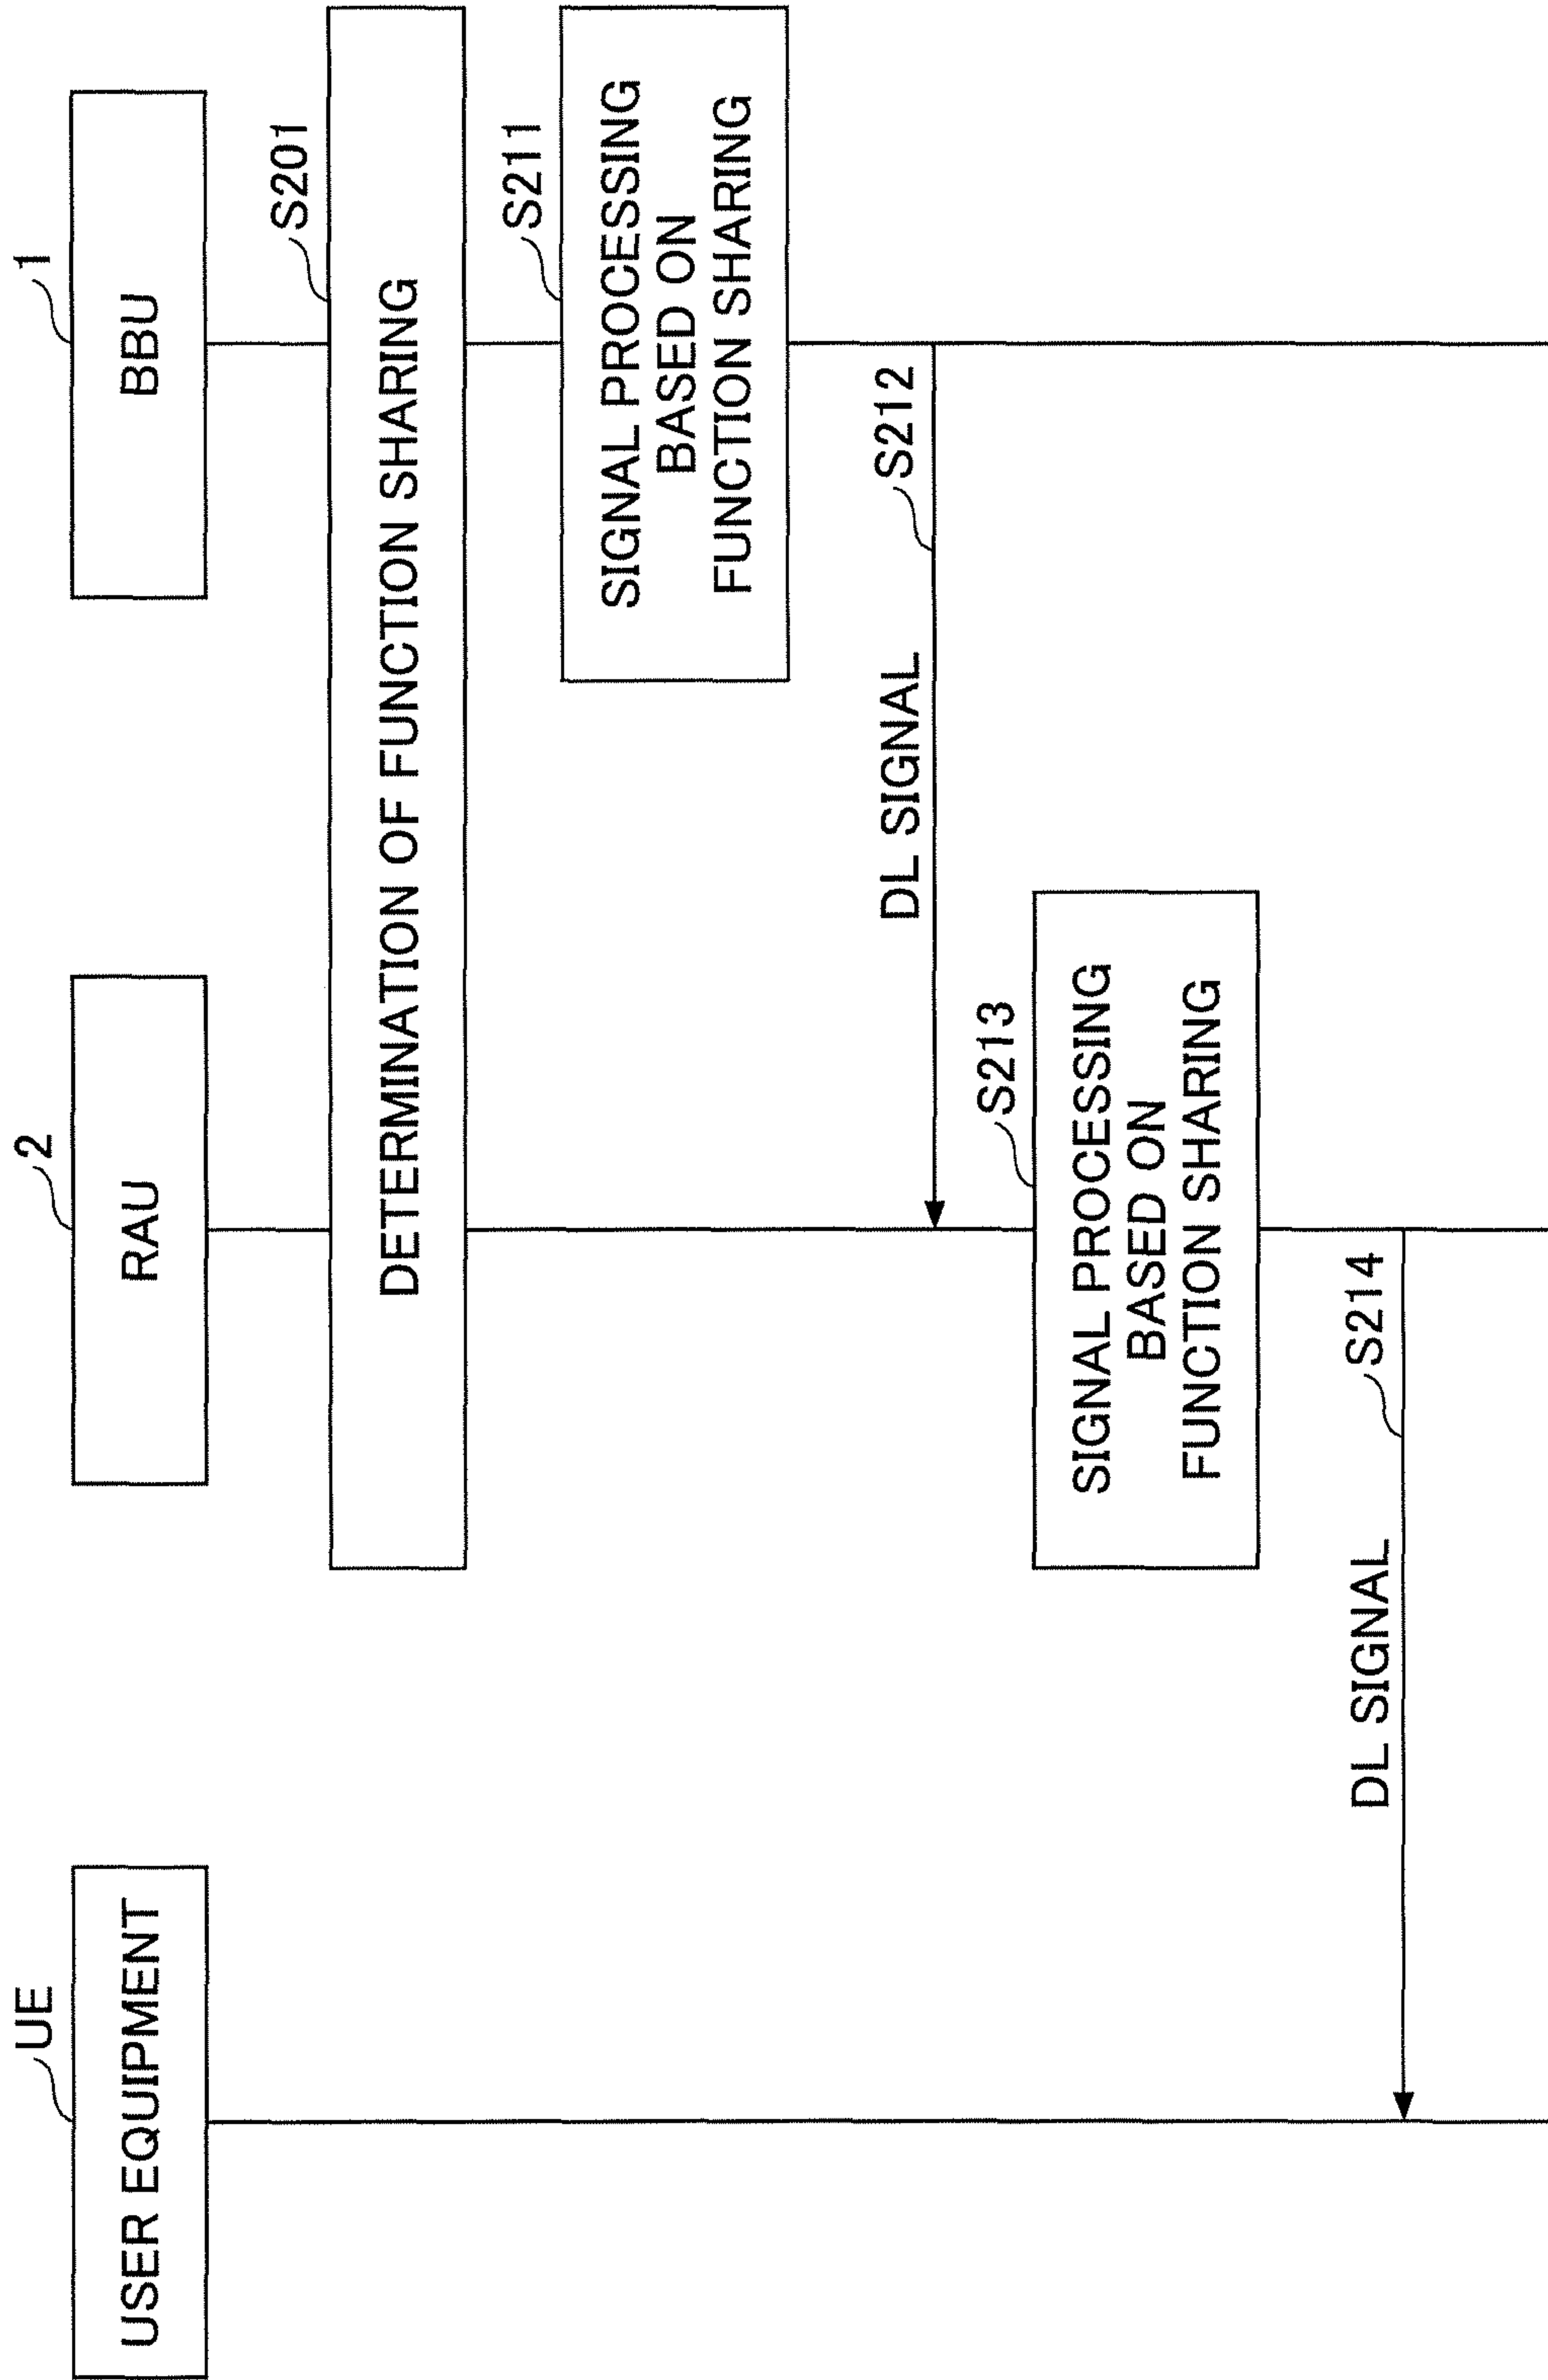 UE
USER EQUIPMENT
2
RAU
1
BBU
S201
DETERMINATION OF FUNCTION SHARING
S211
SIGNAL PROCESSING
BASED ON
FUNCTION SHARING
DL SIGNAL
S212
S213
SIGNAL PROCESSING
BASED ON
FUNCTION SHARING
DL SIGNAL
S214